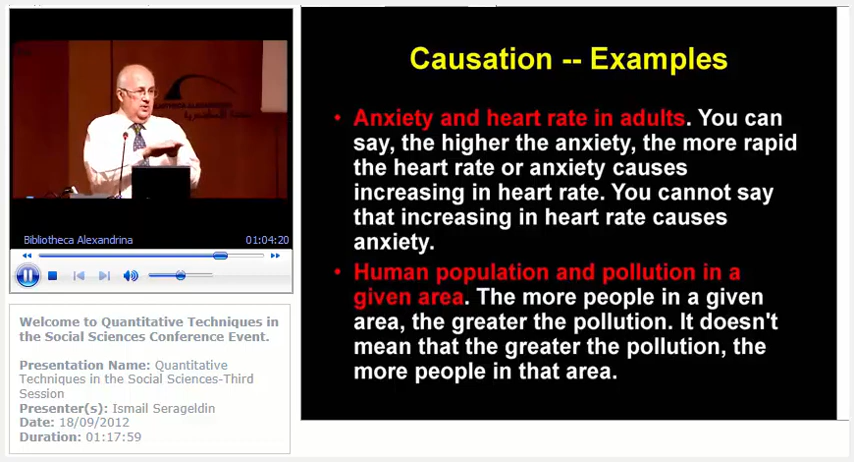 Causation -- Examples
• Anxiety and heart rate in adults. You can
say, the higher the anxiety, the more rapid
the heart rate or anxiety causes
increasing in heart rate. You cannot say
that increasing in heart rate causes
anxiety.
• Human population and pollution in a
given area. The more people in a given
area, the greater the pollution. It doesn't
mean that the greater the pollution, the
more people in that area.
Bibliotheca Alexandrina 01:04:20
Welcome to Quantitative Techniques in
the Social Sciences Conference Event.
Presentation Name: Quantitative
Techniques in the Social Sciences-Third
Session
Presenter(s): Ismail Serageldin
Date: 18/09/2012
Duration: 01:17:59